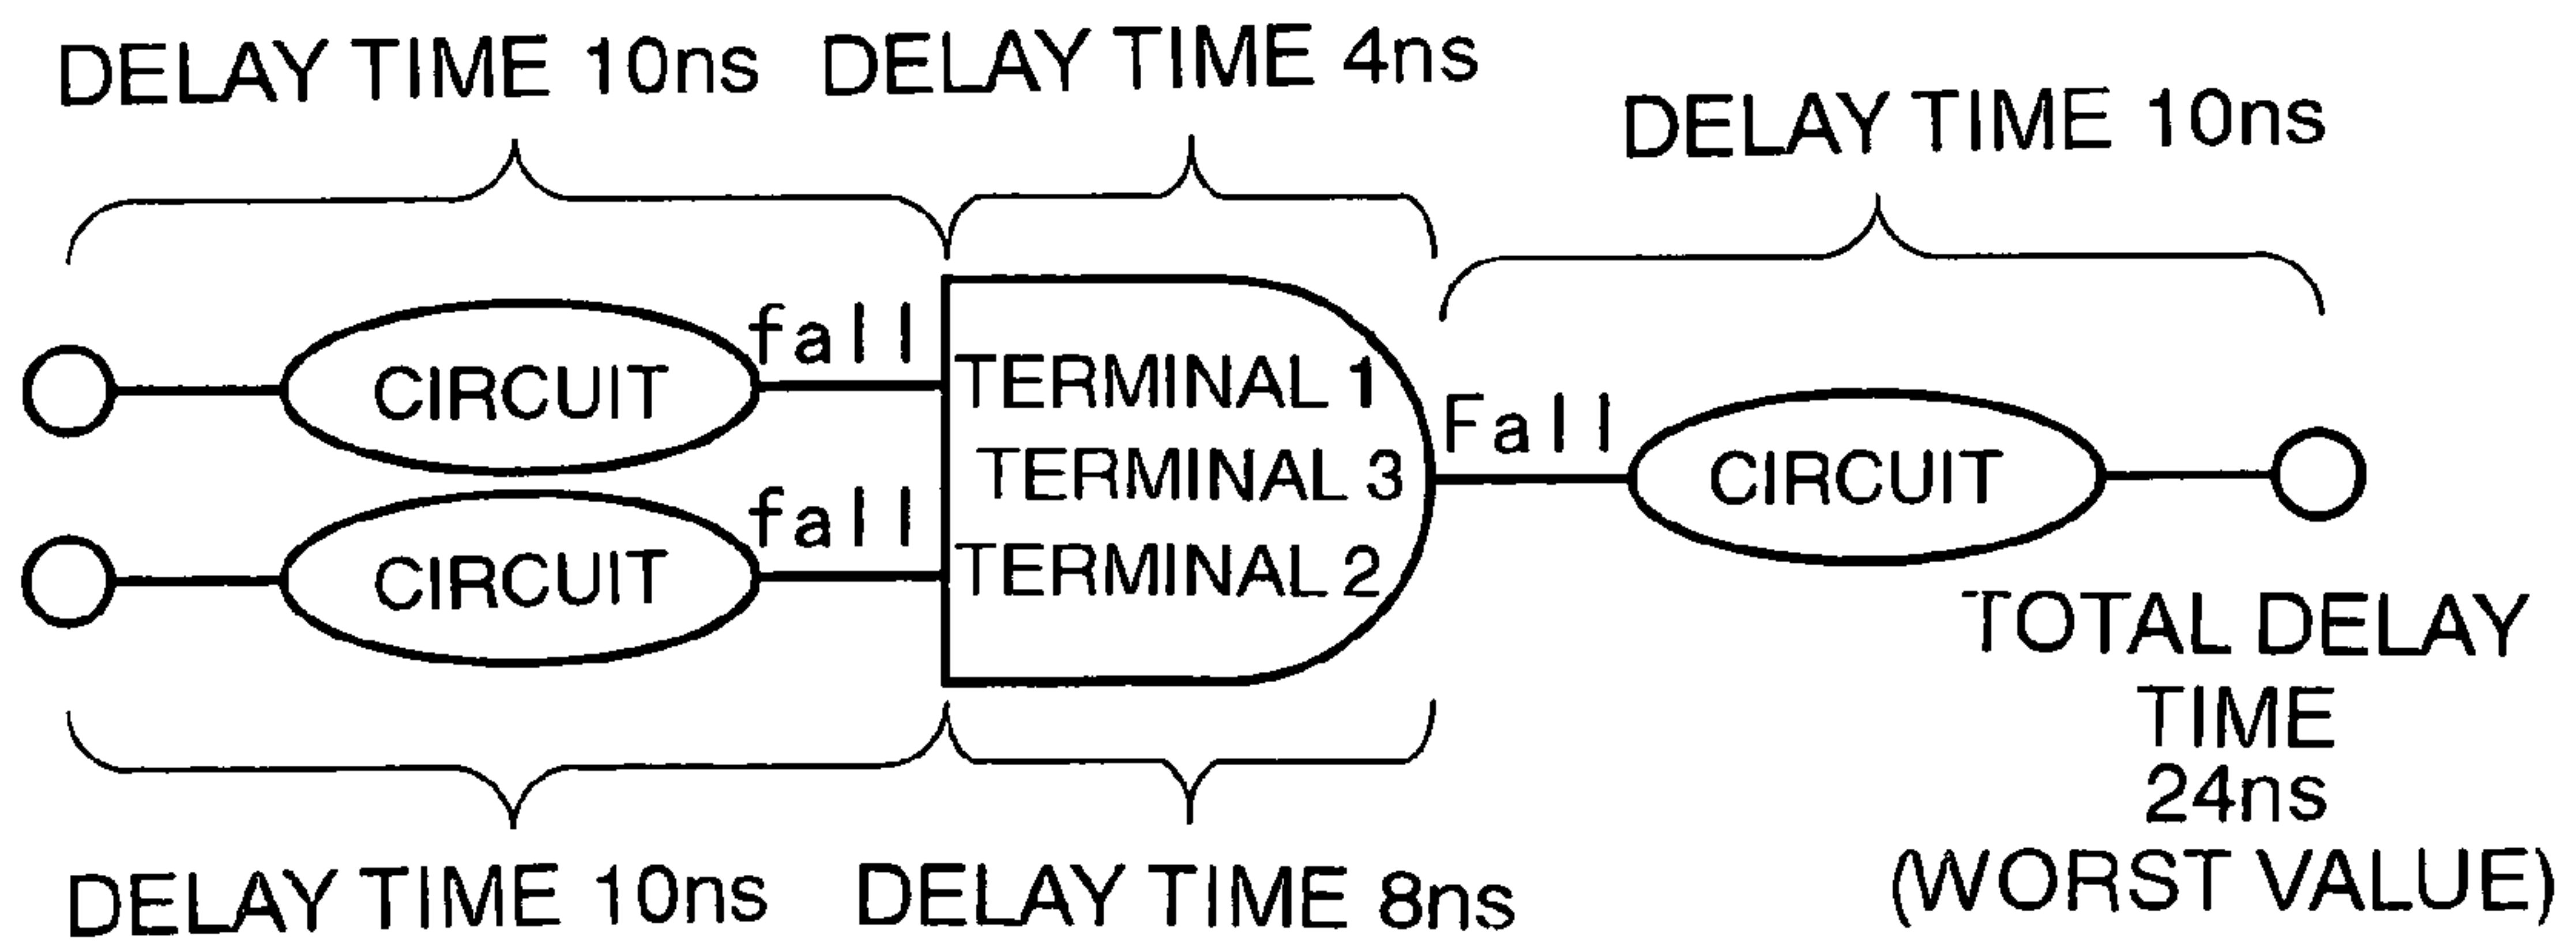 DELAY TIME 10ns
DELAY TIME 4ns
DELAY TIME 10ns
fall
CIRCUIT
TERMINAL 1
Fall
TERMINAL 3
CIRCUIT
fall
CIRCUIT
TERMINAL 2
TOTAL DELAY
TIME
24ns
(WORST VALUE)
DELAY TIME 10ns
DELAY TIME 8ns